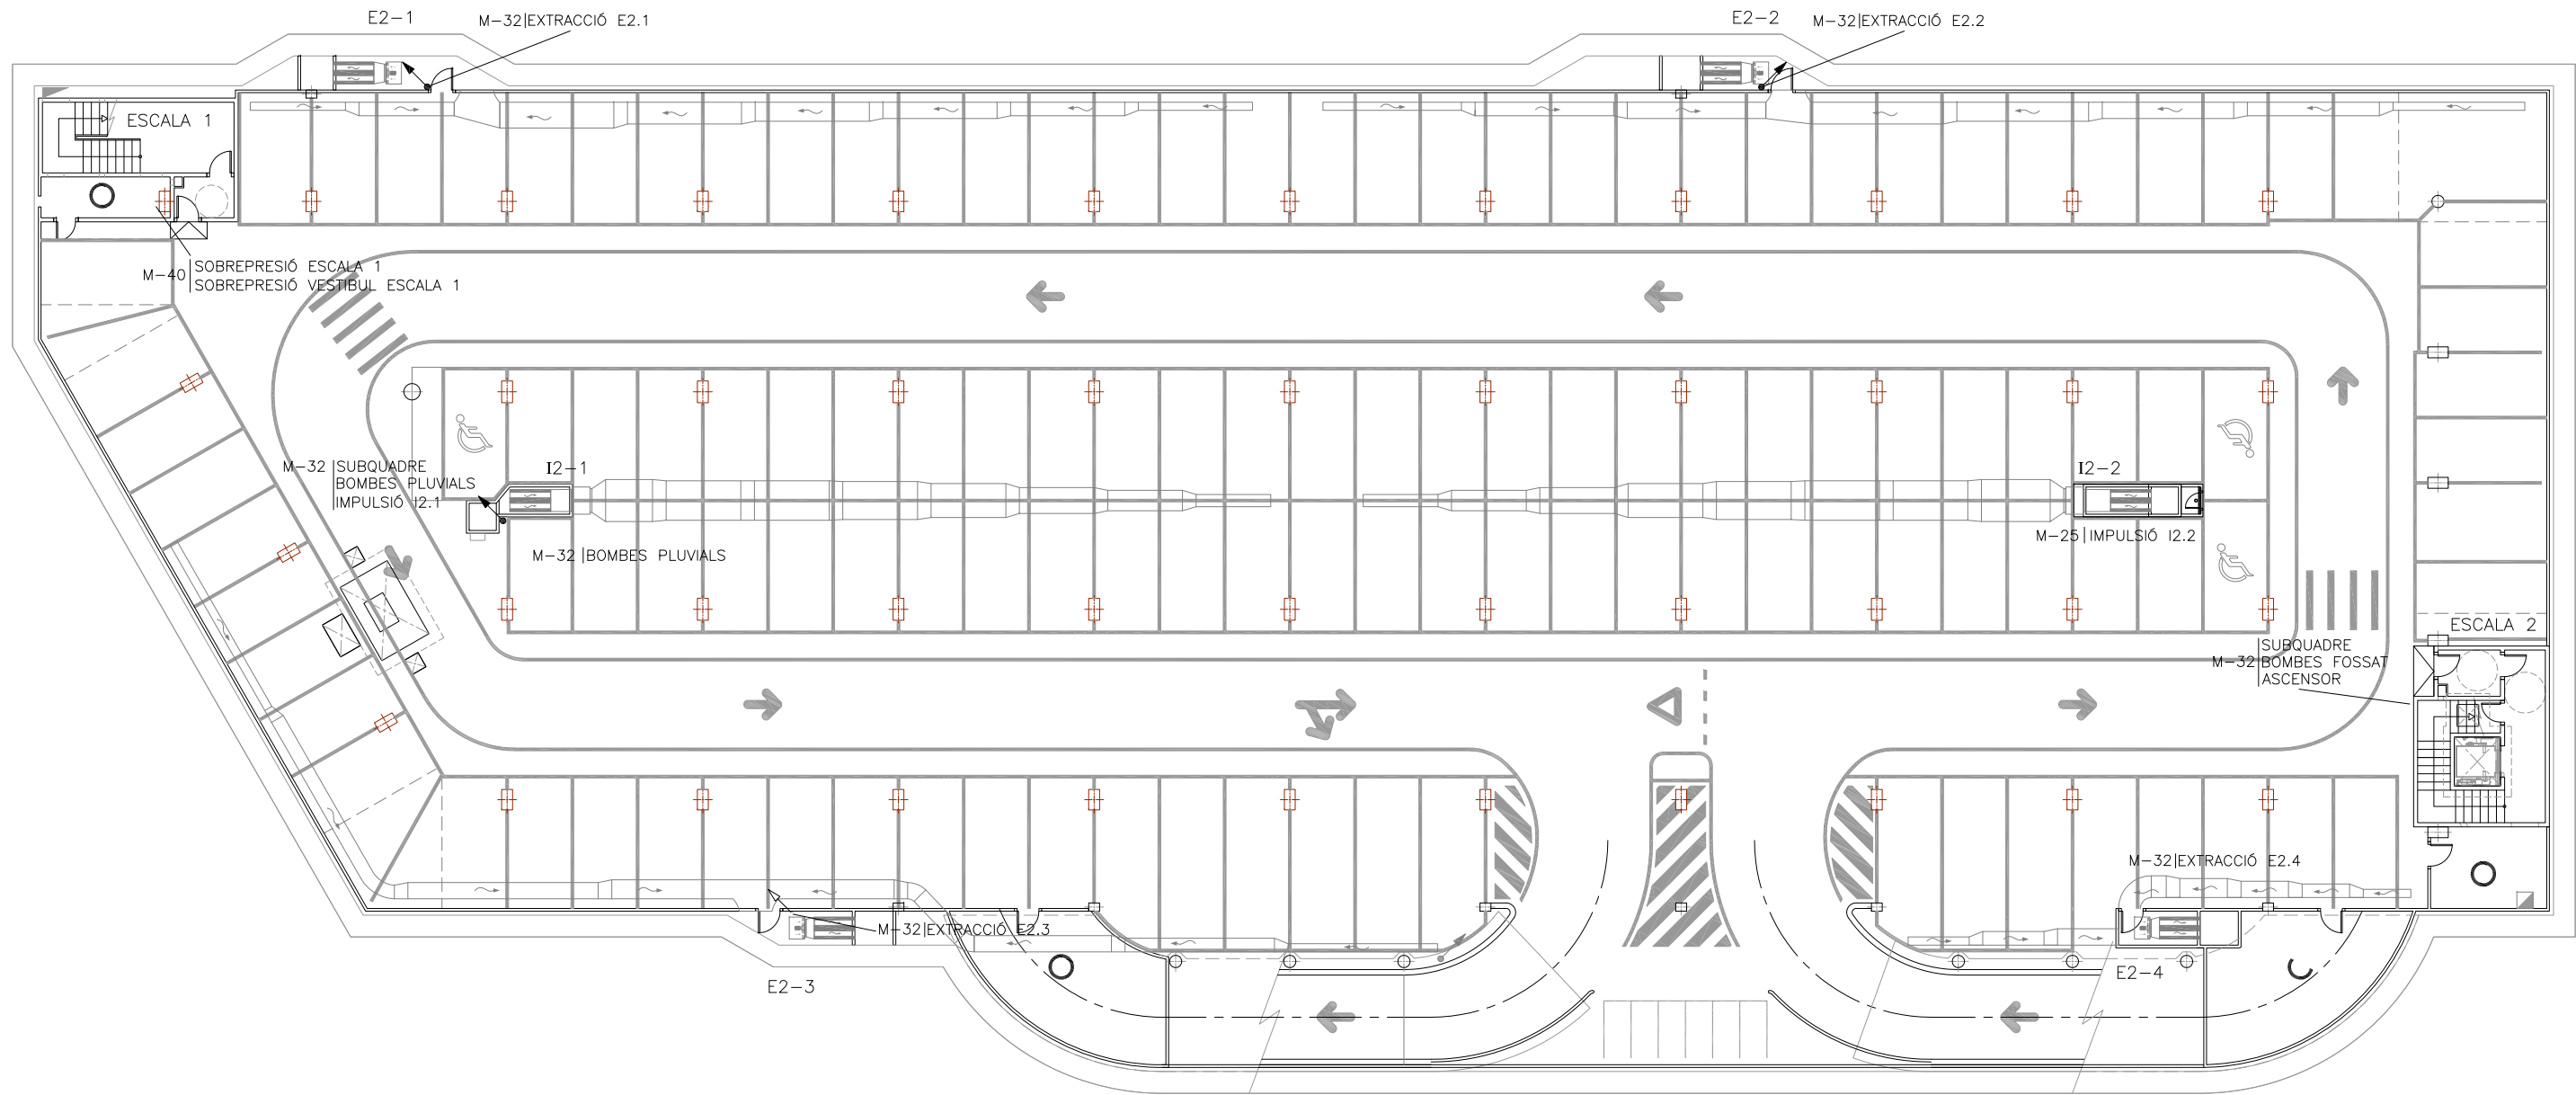 E2-1
M-32|EXTRACCIÓ E2.1
E2-2
M-32|EXTRACCIÓ E2.2
ESCALA 1
M-40
SOBREPRESIÓ ESCALA 1
SOBREPRESIÓ VESTIBUL ESCALA 1
M-32
SUBQUADRE
BOMBES PLUVIALS
IMPULSIÓ I2.1
I2-1
M-32|BOMBES PLUVIALS
I2-2
M-25|IMPULSIÓ I2.2
ESCALA 2
M-32
SUBQUADRE
BOMBES FOSSAT
ASCENSOR
M-32|EXTRACCIÓ E2.4
M-32|EXTRACCIÓ E2.3
E2-3
E2-4